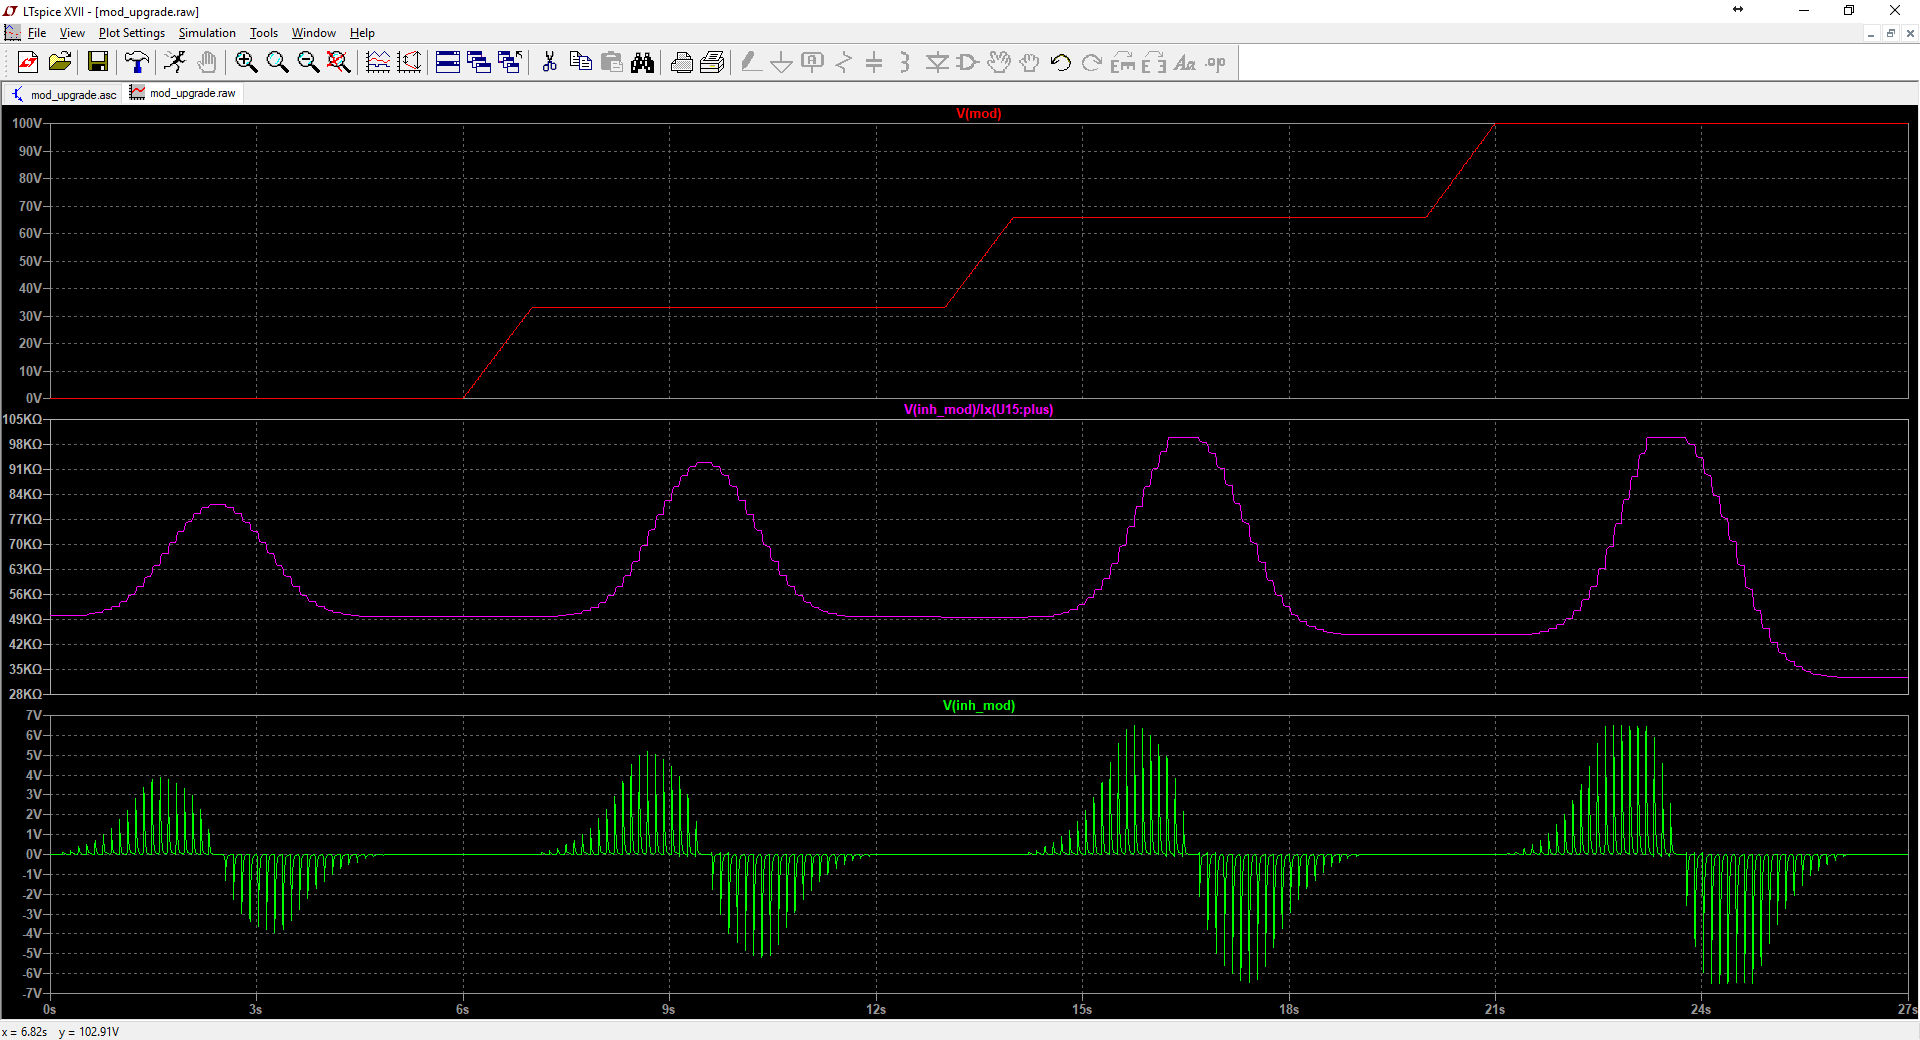 LTspice XVII - [mod_upgrade.raw]
File View Plot Settings Simulation Tools Window Help
mod_upgrade.asc mod_upgrade.raw
V(mod)
100V
90V
80V
70V
60V
50V
40V
30V
20V
10V
0V
V(inh_mod)/Ix(U15:plus)
105KΩ
98KΩ
91KΩ
84KΩ
77KΩ
70KΩ
63KΩ
56KΩ
49KΩ
42KΩ
35KΩ
28KΩ
V(inh_mod)
7V
6V
5V
4V
3V
2V
1V
0V
-1V
-2V
-3V
-4V
-5V
-6V
-7V
0s 3s 6s 9s 12s 15s 18s 21s 24s 27s
x = 6.82s y = 102.91V